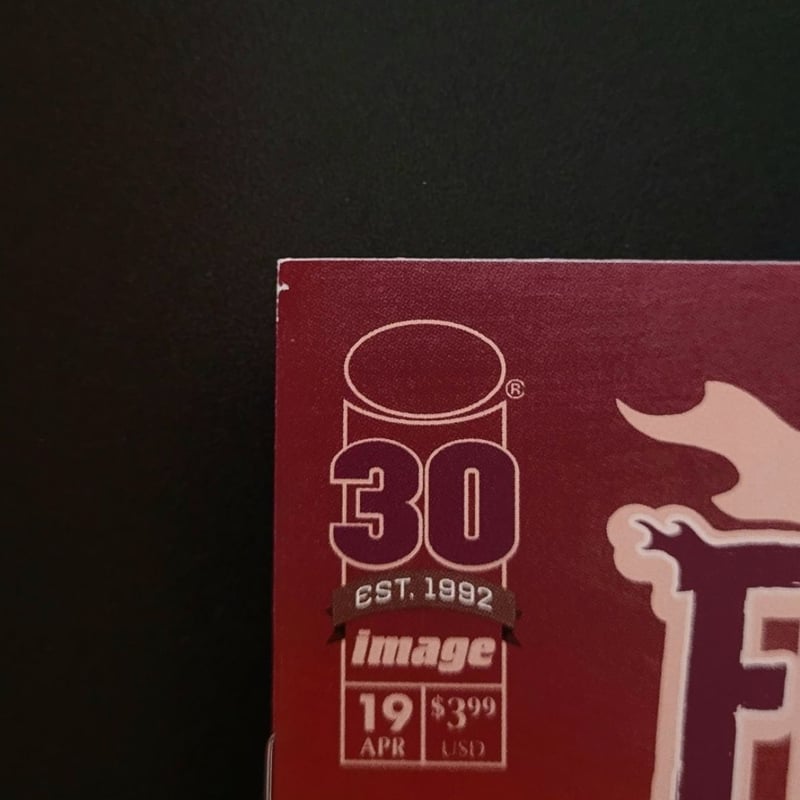 ®
30
EST. 1992
image
19 $3.99
APR USD
F